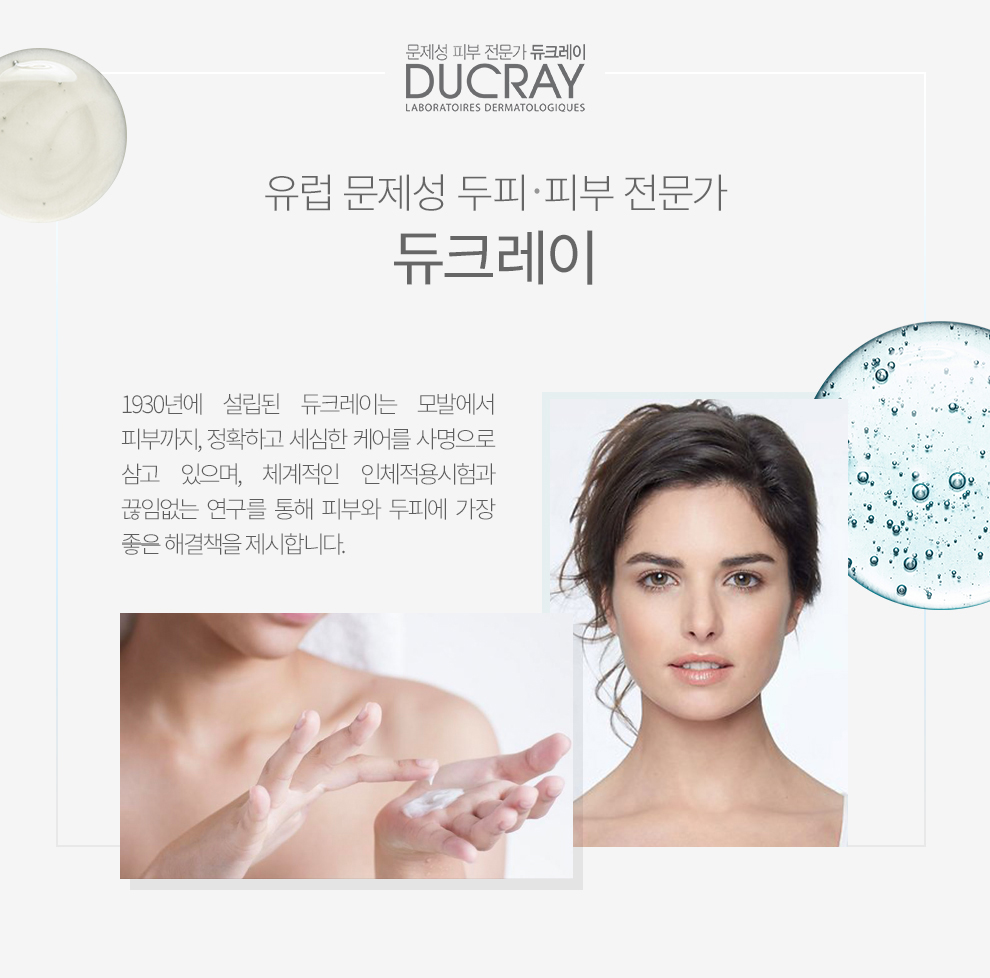 문제성 피부 전문가 듀크레이
DUCRAY
LABORATOIRES DERMATOLOGIQUES
유럽 문제성 두피·피부 전문가
듀크레이
1930년에 설립된 듀크레이는 모발에서
피부까지, 정확하고 세심한 케어를 사명으로
삼고 있으며, 체계적인 인체적용시험과
끊임없는 연구를 통해 피부와 두피에 가장
좋은 해결책을 제시합니다.